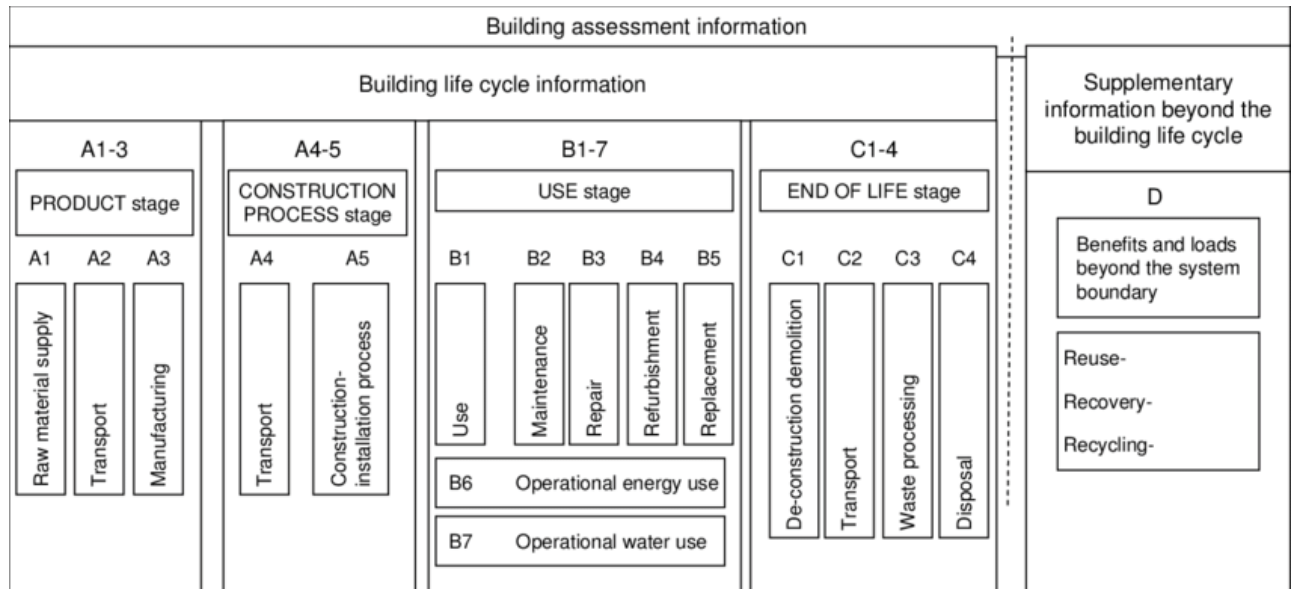 Building assessment information
Building life cycle information
Supplementary
information beyond the
building life cycle
A1-3
A4-5
B1-7
C1-4
D
PRODUCT stage
CONSTRUCTION
PROCESS stage
USE stage
END OF LIFE stage
Benefits and loads
beyond the system
boundary
A1
A2
A3
A4
A5
B1
B2
B3
B4
B5
C1
C2
C3
C4
Raw material supply
Transport
Manufacturing
Transport
Construction-
installation process
Use
Maintenance
Repair
Refurbishment
Replacement
De-construction demolition
Transport
Waste processing
Disposal
Reuse-
Recovery-
Recycling-
B6 Operational energy use
B7 Operational water use